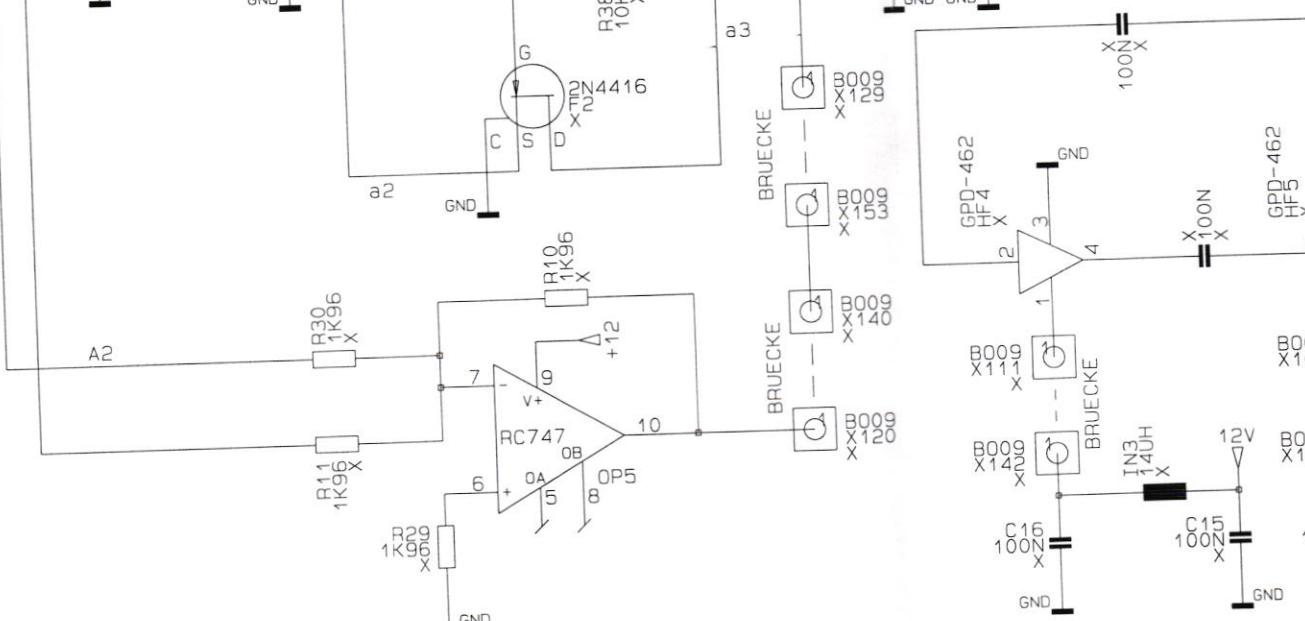 GND
GND
GND
GND
R38
a3
100N
X
X
G
2N4416
F2
X
C
S
D
GND
a2
B009
X129
X
BRUECKE
B009
X153
X
GPD-462
HF4
X
GND
3
2
4
1
100N
X
X
GPD-462
HF5
R10
1K96
X
R30
1K96
X
A2
+12
B009
X140
X
BRUECKE
B009
X111
X
BRUECKE
7
-
9
V+
RC747
10
B009
X120
X
R11
1K96
X
6
+
OA
OB
5
8
OP5
B009
X142
X
IN3
14UH
X
12V
R29
1K96
X
GND
C16
100N
X
C15
100N
X
GND
GND